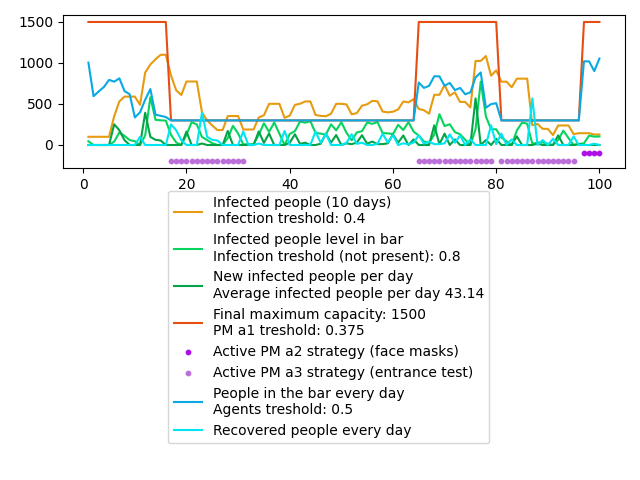 1500
1000
500
0
0 20 40 60 80 100
Infected people (10 days)
Infection treshold: 0.4
Infected people level in bar
Infection treshold (not present): 0.8
New infected people per day
Average infected people per day 43.14
Final maximum capacity: 1500
PM a1 treshold: 0.375
Active PM a2 strategy (face masks)
Active PM a3 strategy (entrance test)
People in the bar every day
Agents treshold: 0.5
Recovered people every day